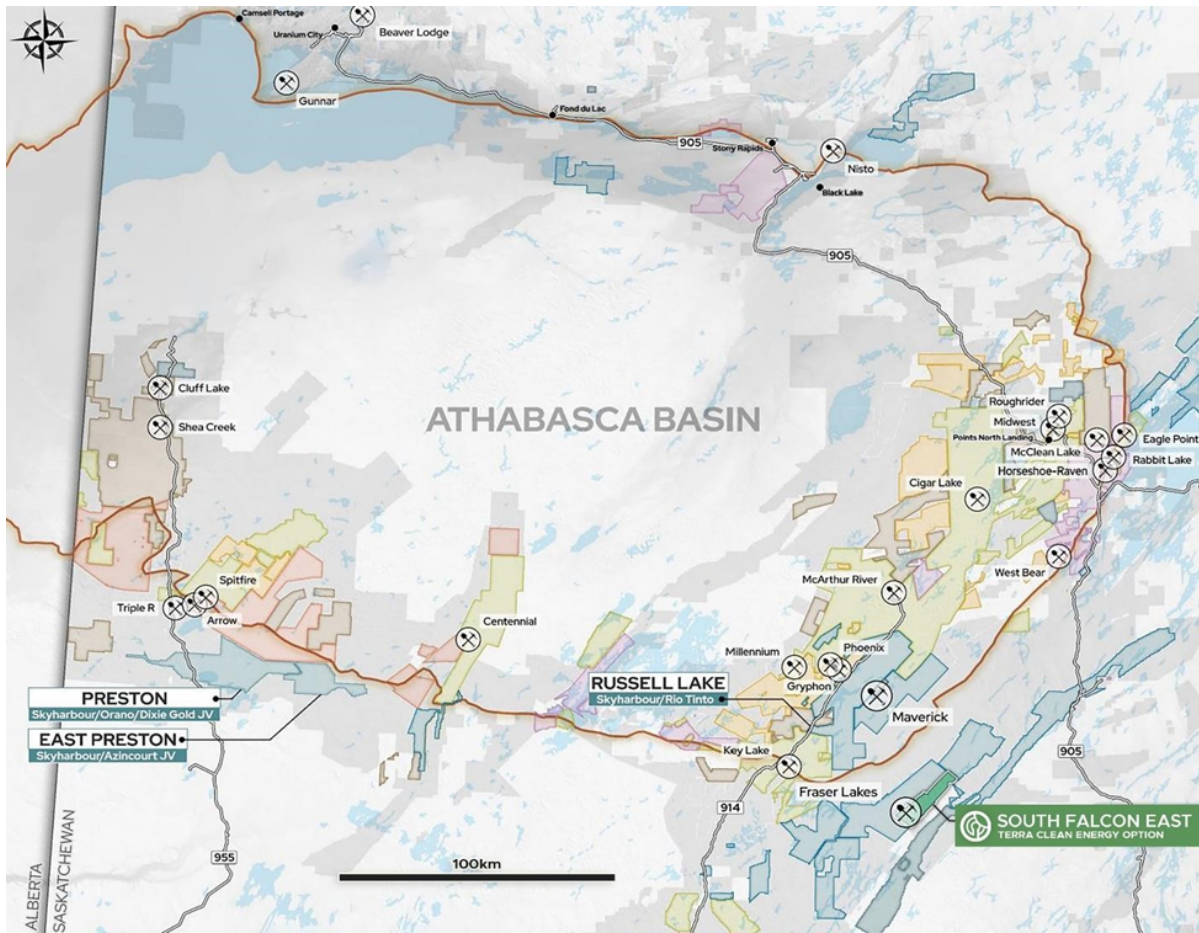 Camsell Portage
Uranium City
Beaver Lodge
Gunnar
Fond du Lac
905
Stony Rapids
Nisto
Black Lake
905
Cluff Lake
Shea Creek
ATHABASCA BASIN
Roughrider
Midwest
Points North Landing
McClean Lake
Eagle Point
Rabbit Lake
Horseshoe-Raven
Cigar Lake
West Bear
McArthur River
Spitfire
Triple R
Arrow
Centennial
Millennium
Phoenix
Gryphon
RUSSELL LAKE
Skyharbour/Rio Tinto
PRESTON
Skyharbour/Orano/Dixie Gold JV
EAST PRESTON
Skyharbour/Azincourt JV
Maverick
Key Lake
905
Fraser Lakes
914
SOUTH FALCON EAST
TERRA CLEAN ENERGY OPTION
955
100km
ALBERTA
SASKATCHEWAN